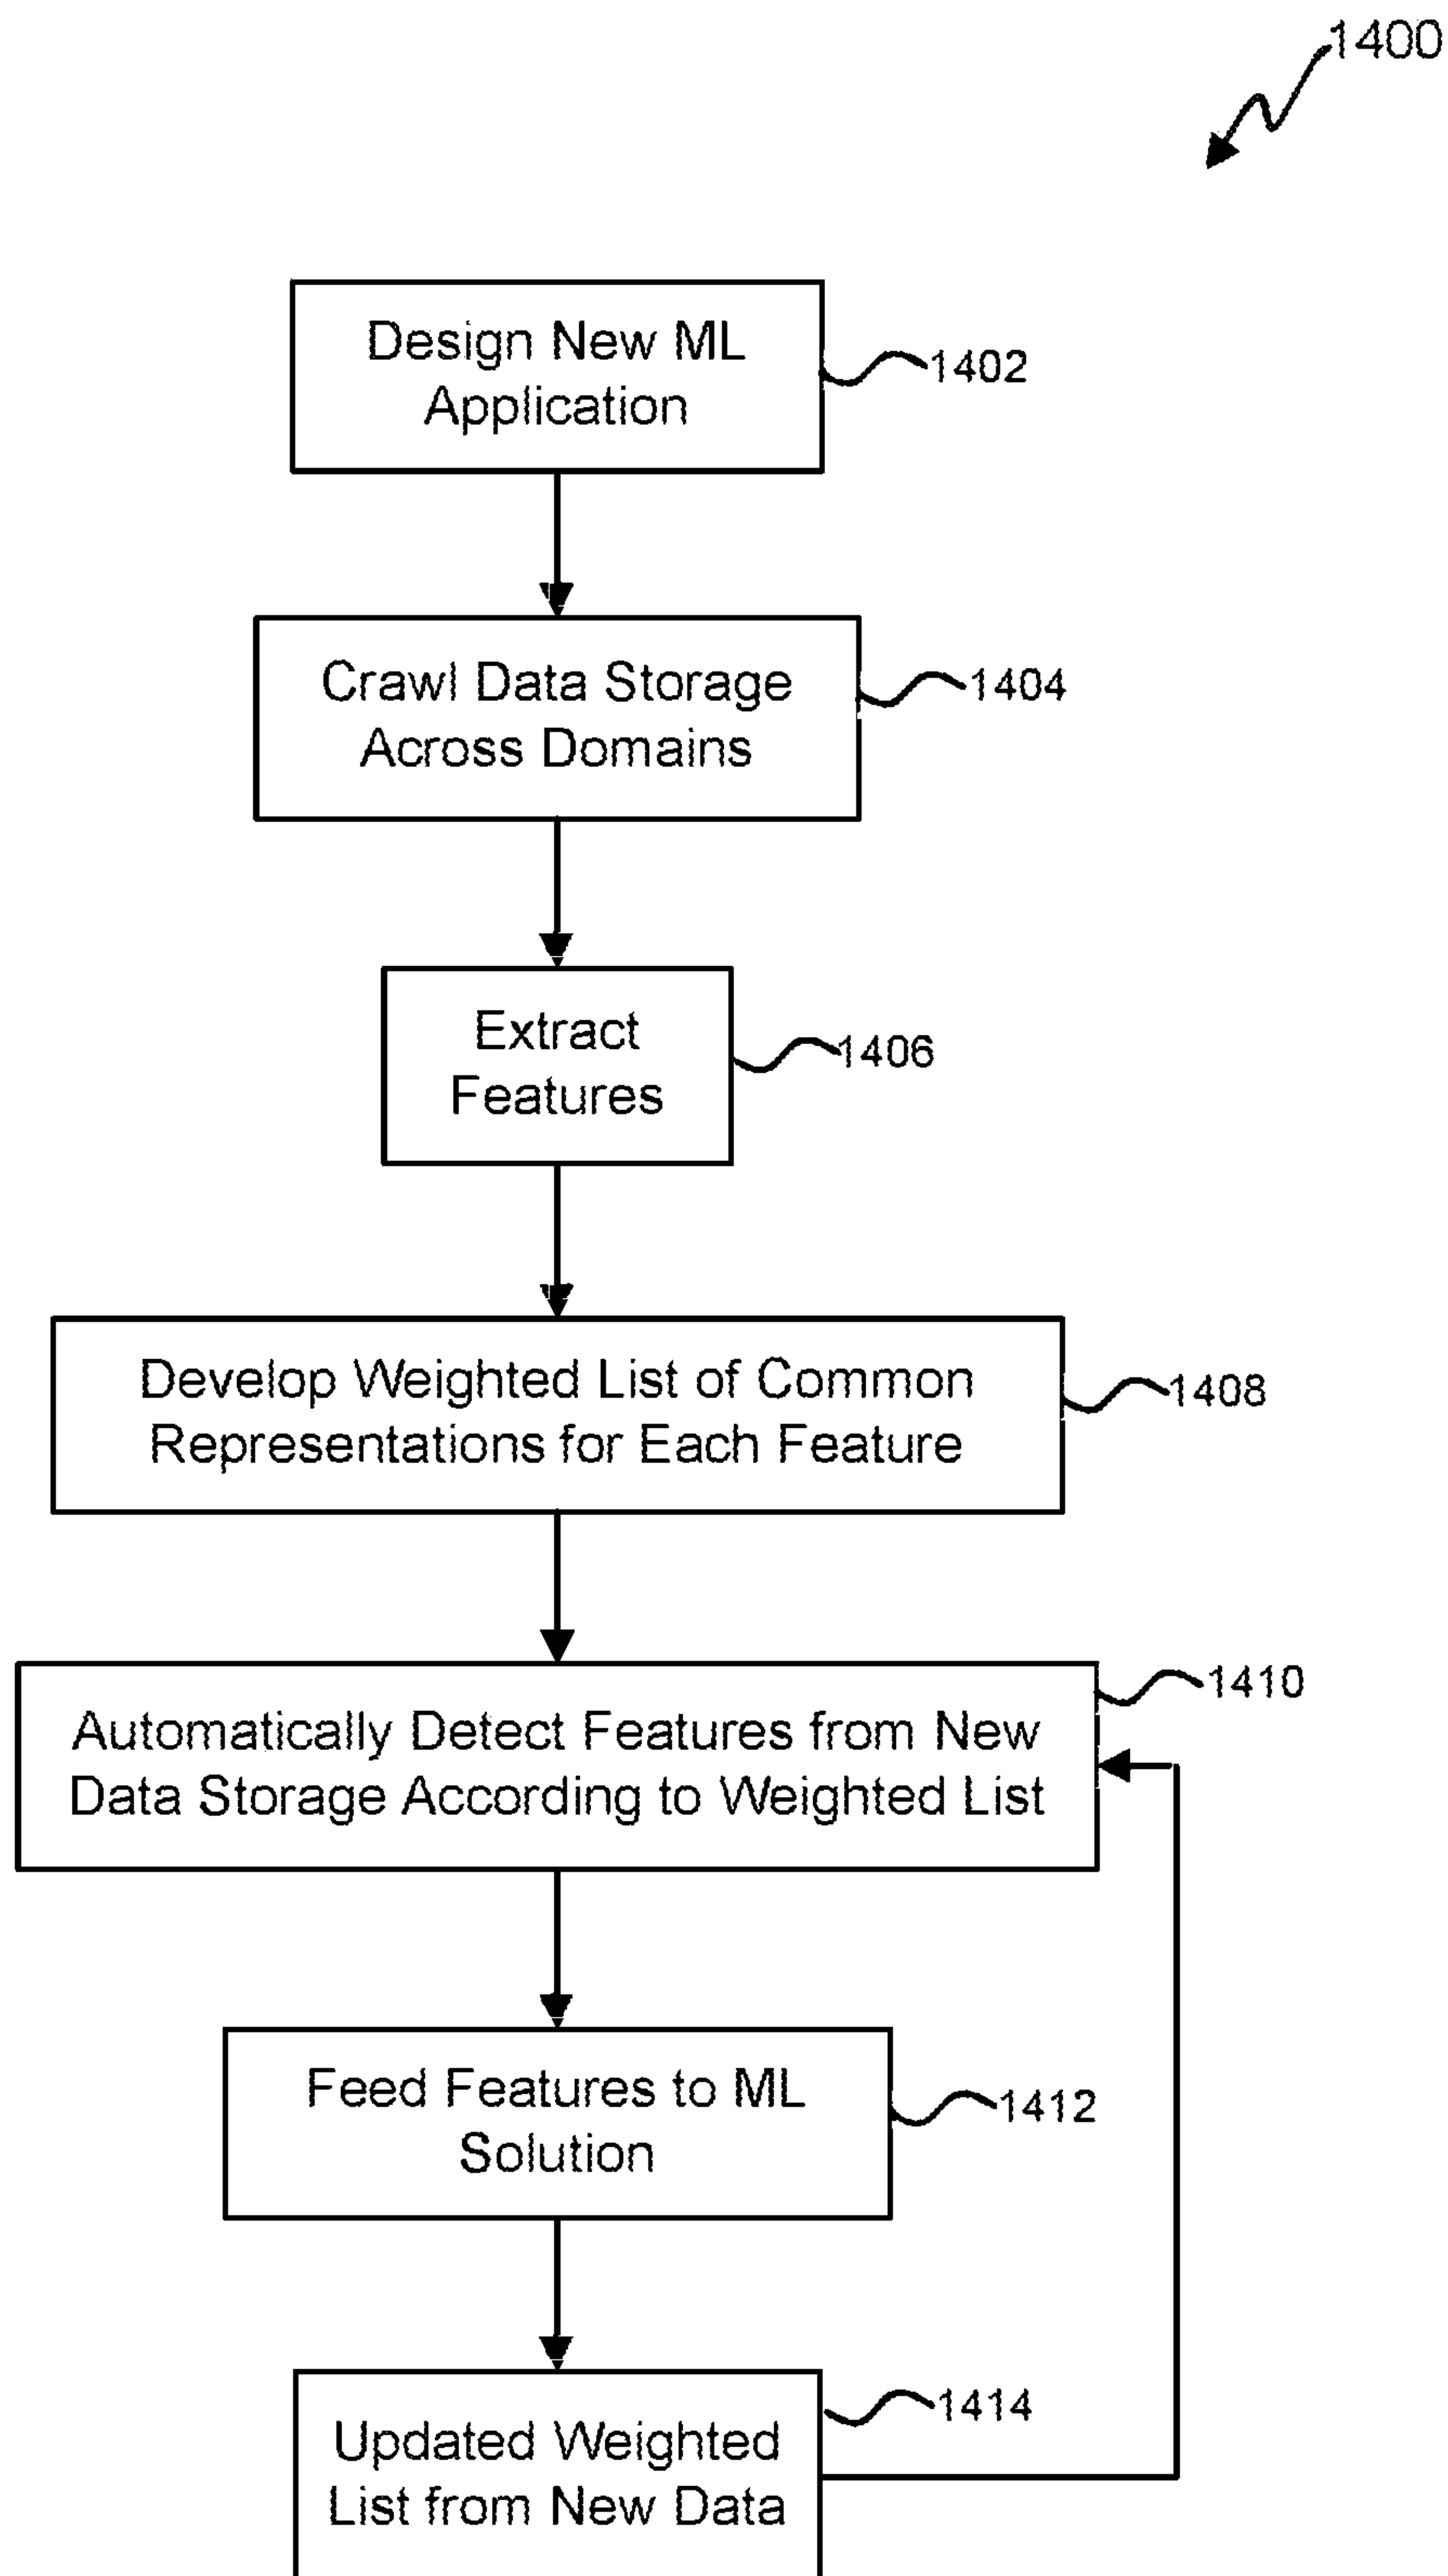 1400
Design New ML
Application
1402
Crawl Data Storage
Across Domains
1404
Extract
Features
1406
Develop Weighted List of Common
Representations for Each Feature
1408
Automatically Detect Features from New
Data Storage According to Weighted List
1410
Feed Features to ML
Solution
1412
Updated Weighted
List from New Data
1414